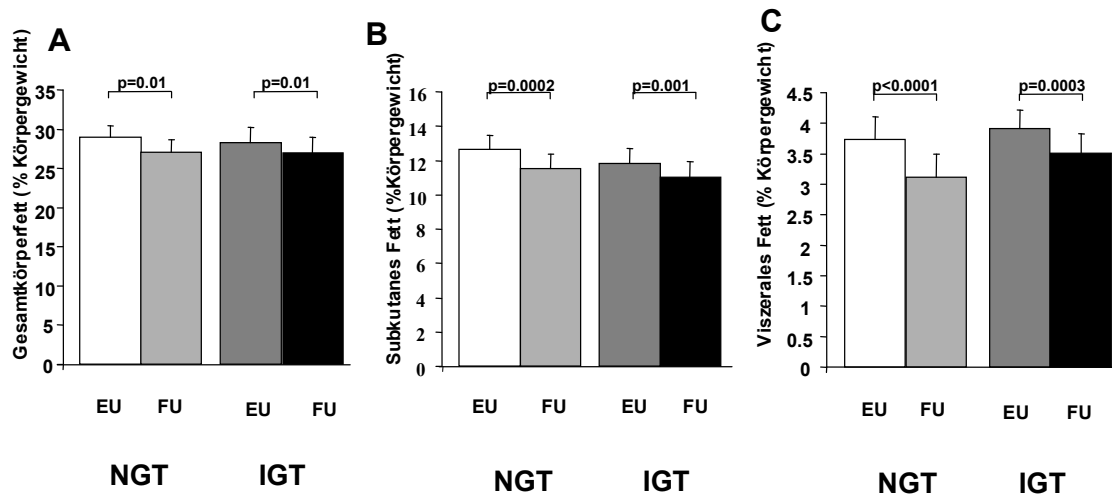 A
Gesamtkörperfett (% Körpergewicht)
p=0.01
p=0.01
35
30
25
20
15
10
5
0
EU
FU
EU
FU
NGT
IGT
B
Subkutanes Fett (%Körpergewicht)
p=0.0002
p=0.001
16
14
12
10
8
6
4
2
0
EU
FU
EU
FU
NGT
IGT
C
Viszerales Fett (% Körpergewicht)
p<0.0001
p=0.0003
4.5
4
3.5
3
2.5
2
1.5
1
0.5
0
EU
FU
EU
FU
NGT
IGT